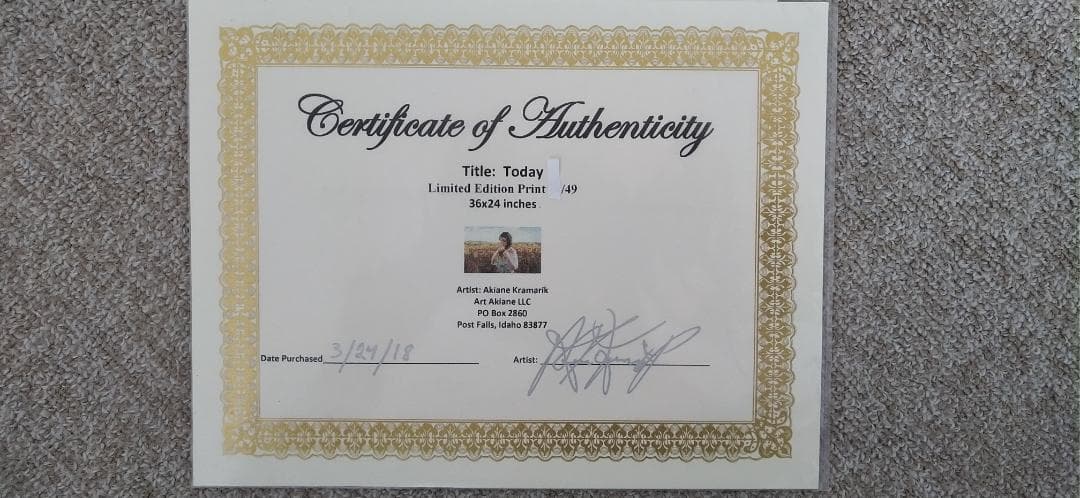 Certificate of Authenticity
Title: Today
Limited Edition Print /49
36x24 inches
Artist: Akiane Kramarik
Art Akiane LLC
PO Box 2860
Post Falls, Idaho 83877
Date Purchased 3/24/18
Artist: